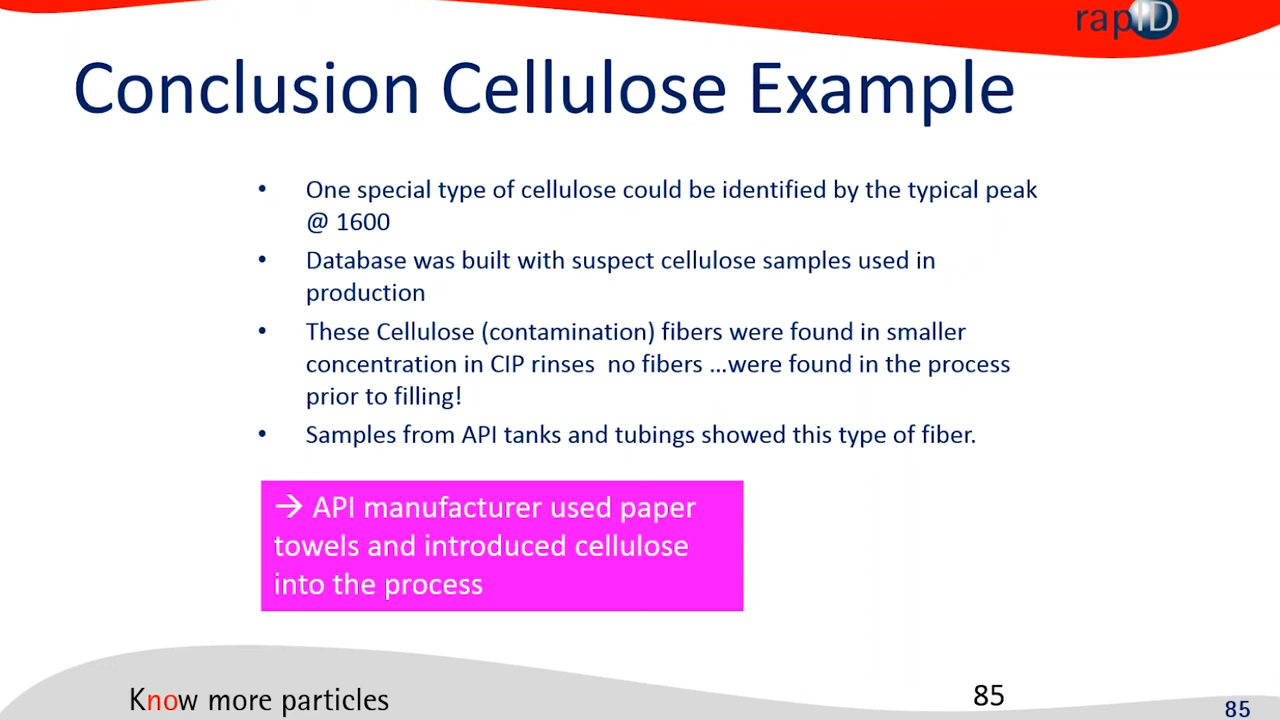 rapID
Conclusion Cellulose Example
• One special type of cellulose could be identified by the typical peak
@ 1600
• Database was built with suspect cellulose samples used in
production
• These Cellulose (contamination) fibers were found in smaller
concentration in CIP rinses  no fibers ...were found in the process
prior to filling!
• Samples from API tanks and tubings showed this type of fiber.
→ API manufacturer used paper
towels and introduced cellulose
into the process
Know more particles
85
85